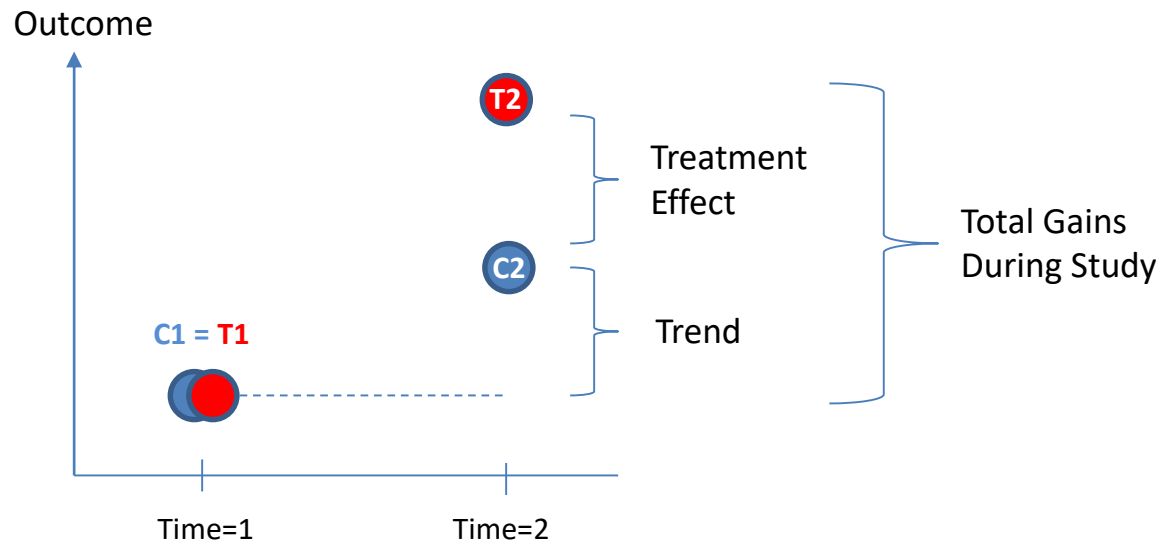 Outcome
T2
Treatment
Effect
Total Gains
During Study
C2
Trend
C1 = T1
Time=1
Time=2